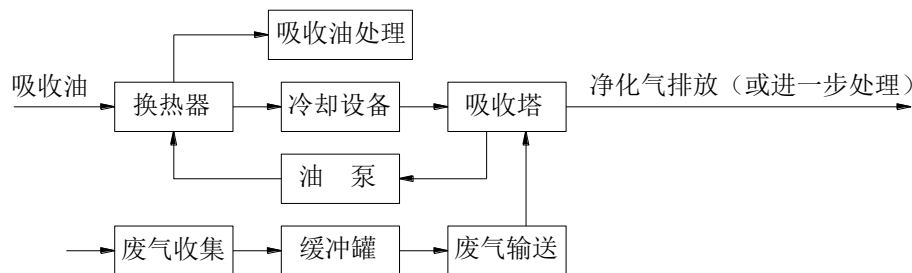 吸收油处理
吸收油
换热器
冷却设备
吸收塔
净化气排放（或进一步处理）
油 泵
废气收集
缓冲罐
废气输送